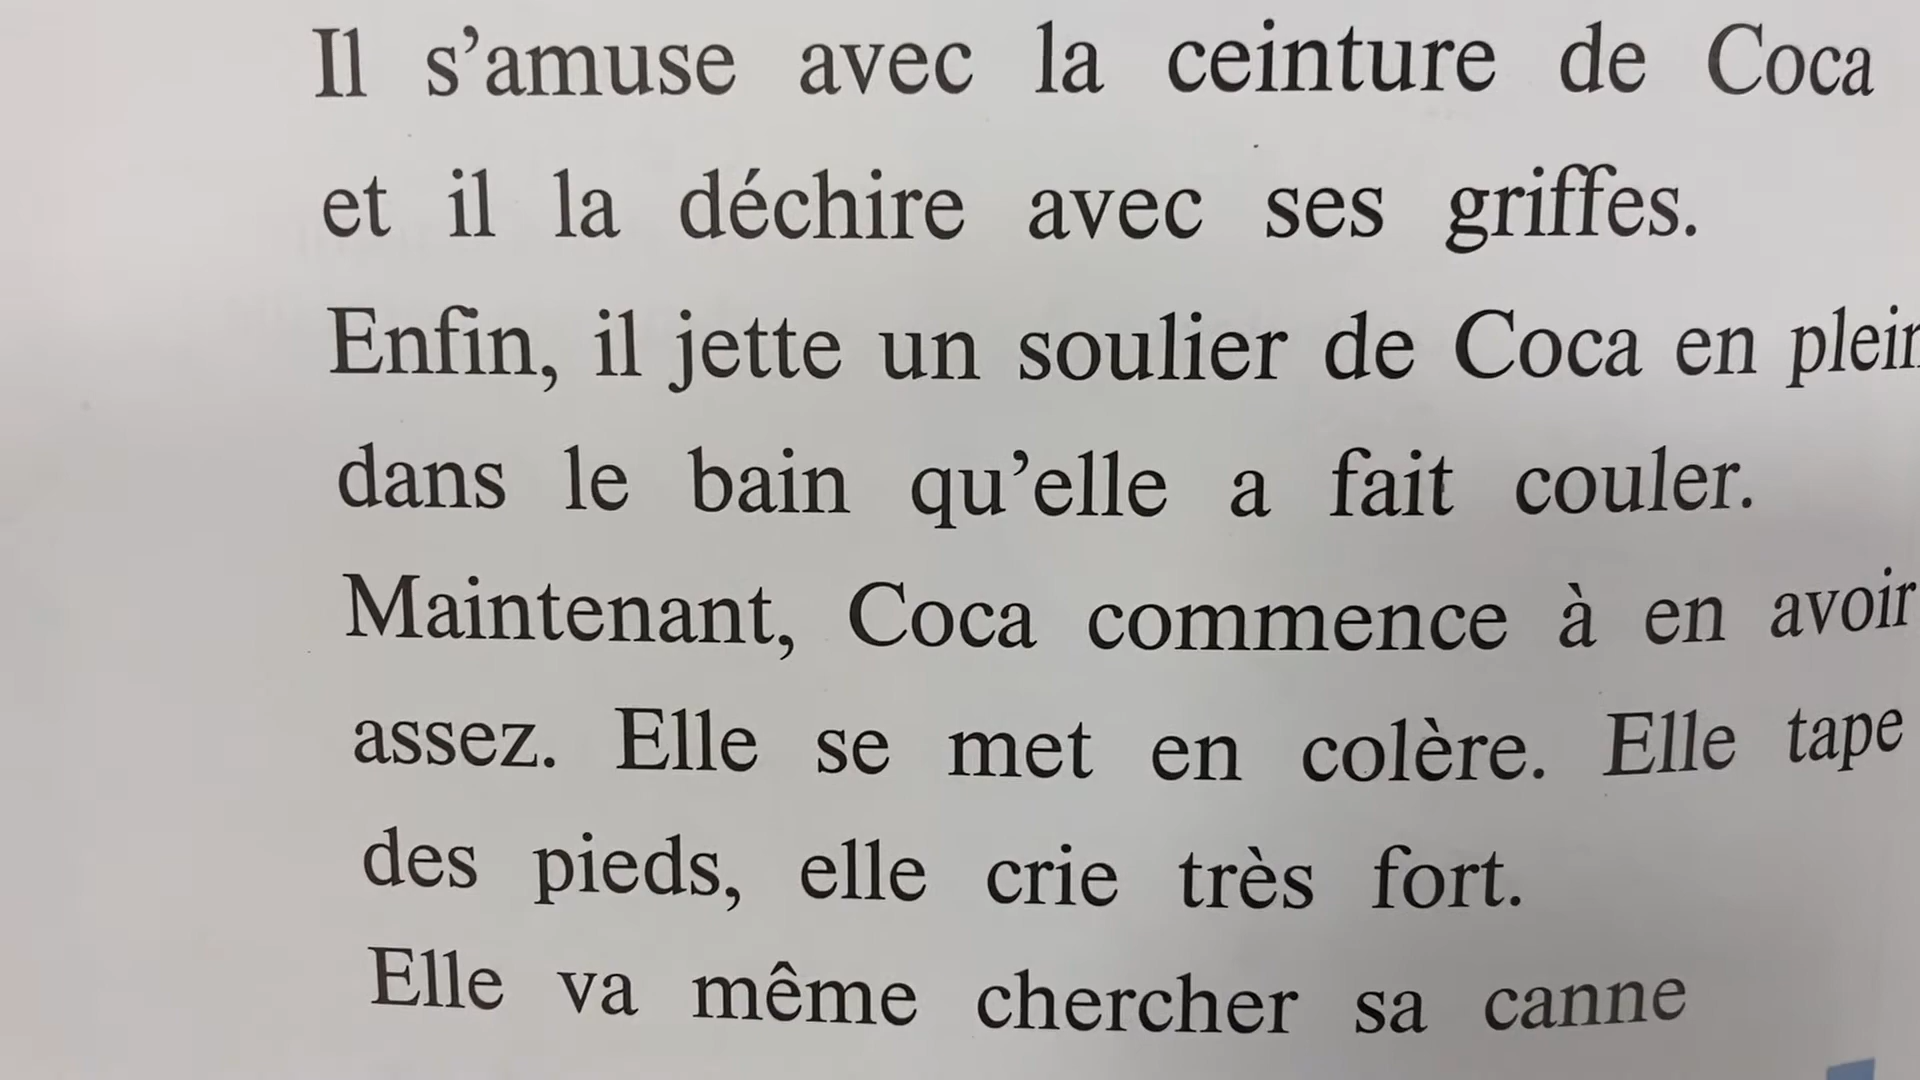 Il s’amuse avec la ceinture de Coca
et il la déchire avec ses griffes.
Enfin, il jette un soulier de Coca en plein
dans le bain qu’elle a fait couler.
Maintenant, Coca commence à en avoir
assez. Elle se met en colère. Elle tape
des pieds, elle crie très fort.
Elle va même chercher sa canne